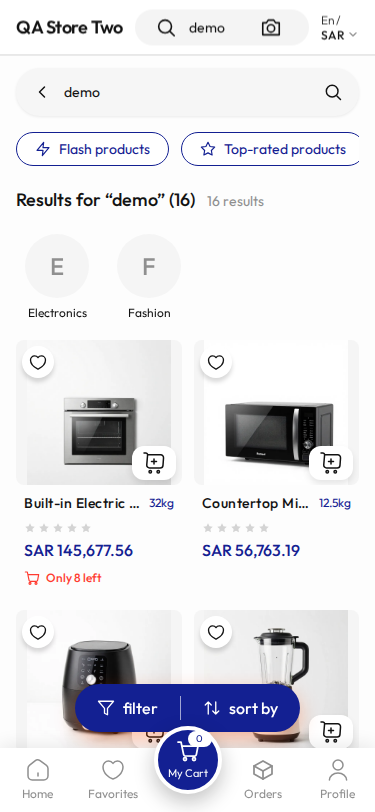 QA Store Two
demo
En/
SAR
demo
Flash products
Top-rated products
Results for “demo” (16) 16 results
E
F
Electronics
Fashion
Built-in Electric ... 32kg
Countertop Mi... 12.5kg
SAR 145,677.56
SAR 56,763.19
Only 8 left
filter
sort by
0
My Cart
Home
Favorites
Orders
Profile